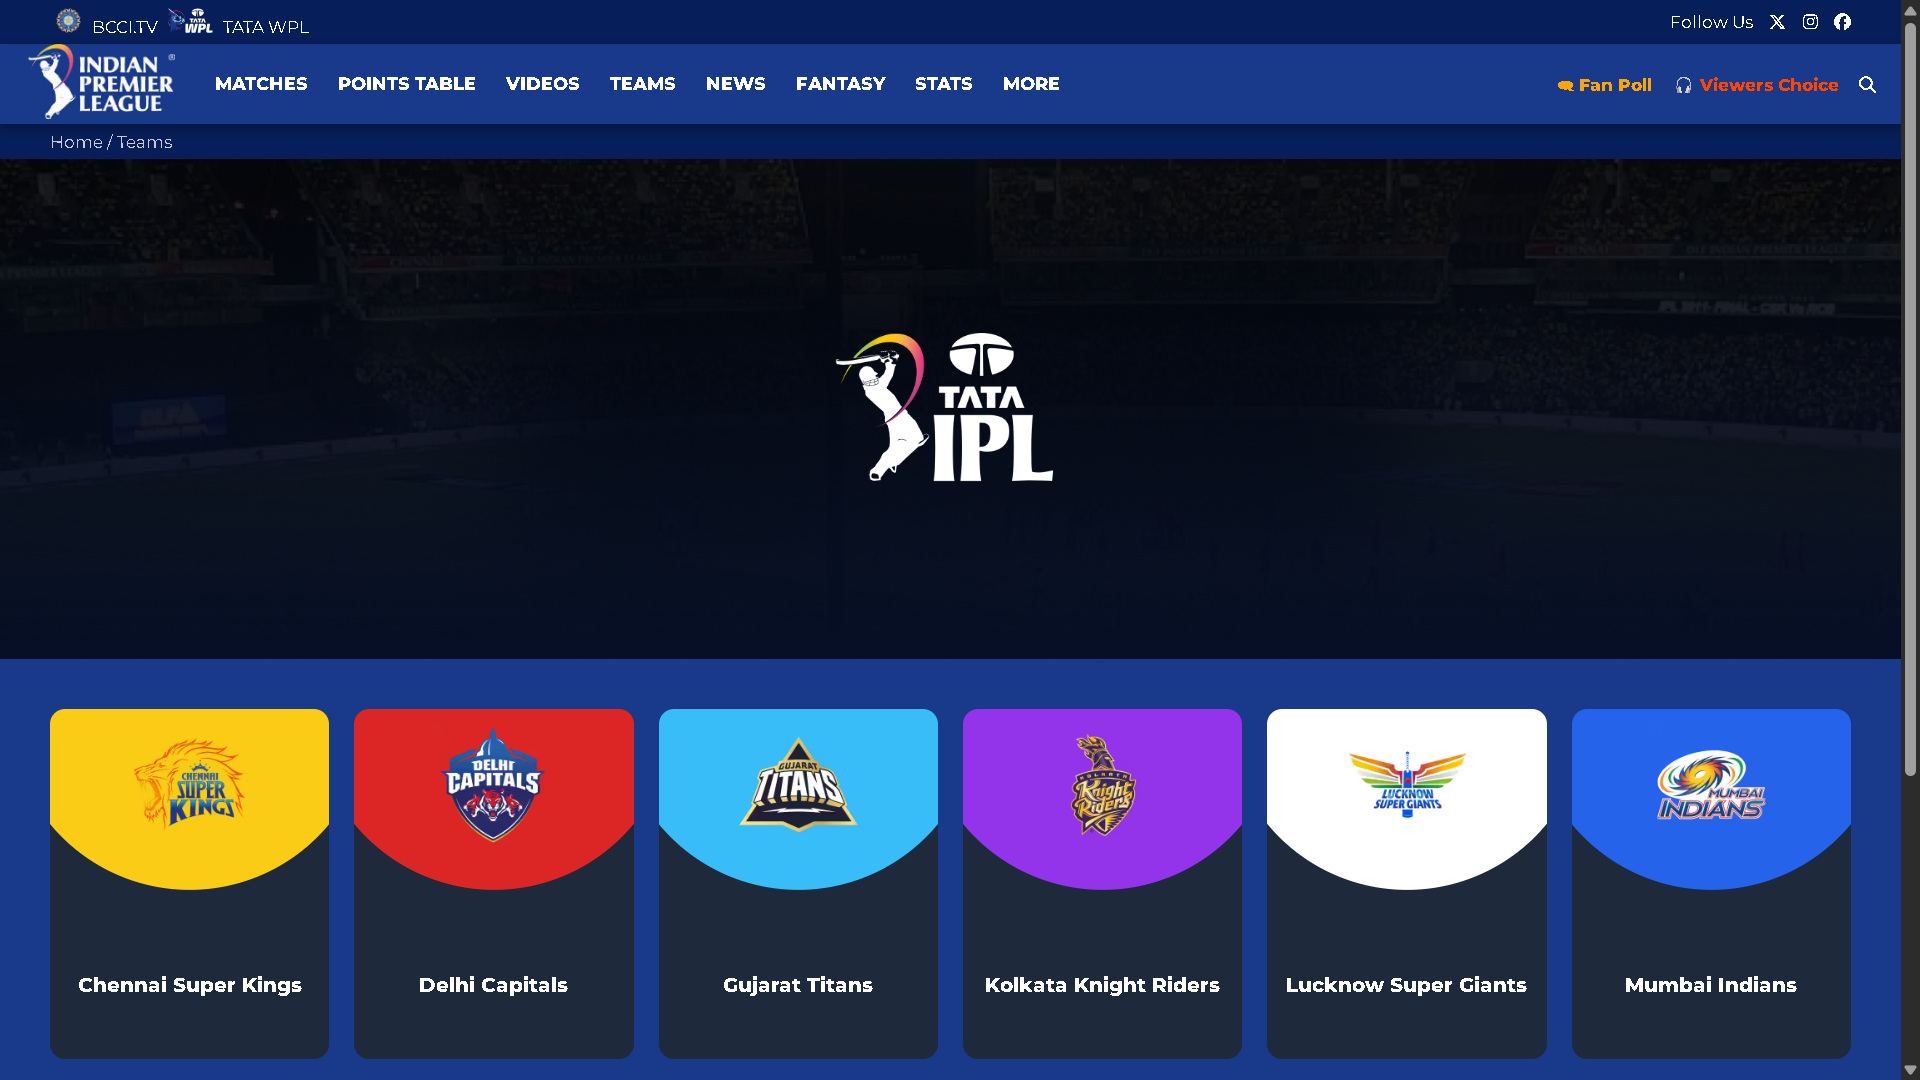 BCCI.TV
TATA
WPL
TATA WPL
Follow Us
INDIAN
PREMIER
LEAGUE
®
MATCHES
POINTS TABLE
VIDEOS
TEAMS
NEWS
FANTASY
STATS
MORE
Fan Poll
Viewers Choice
Home / Teams
TATA
IPL
CHENNAI
SUPER
KINGS
DELHI
CAPITALS
GUJARAT
TITANS
KOLKATA
Knight
Riders
LUCKNOW
SUPER GIANTS
MUMBAI
INDIANS
Chennai Super Kings
Delhi Capitals
Gujarat Titans
Kolkata Knight Riders
Lucknow Super Giants
Mumbai Indians